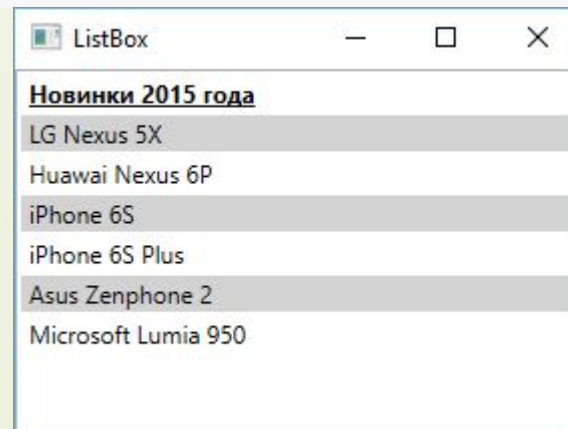 ListBox
Новинки 2015 года
LG Nexus 5X
Huawai Nexus 6P
iPhone 6S
iPhone 6S Plus
Asus Zenphone 2
Microsoft Lumia 950